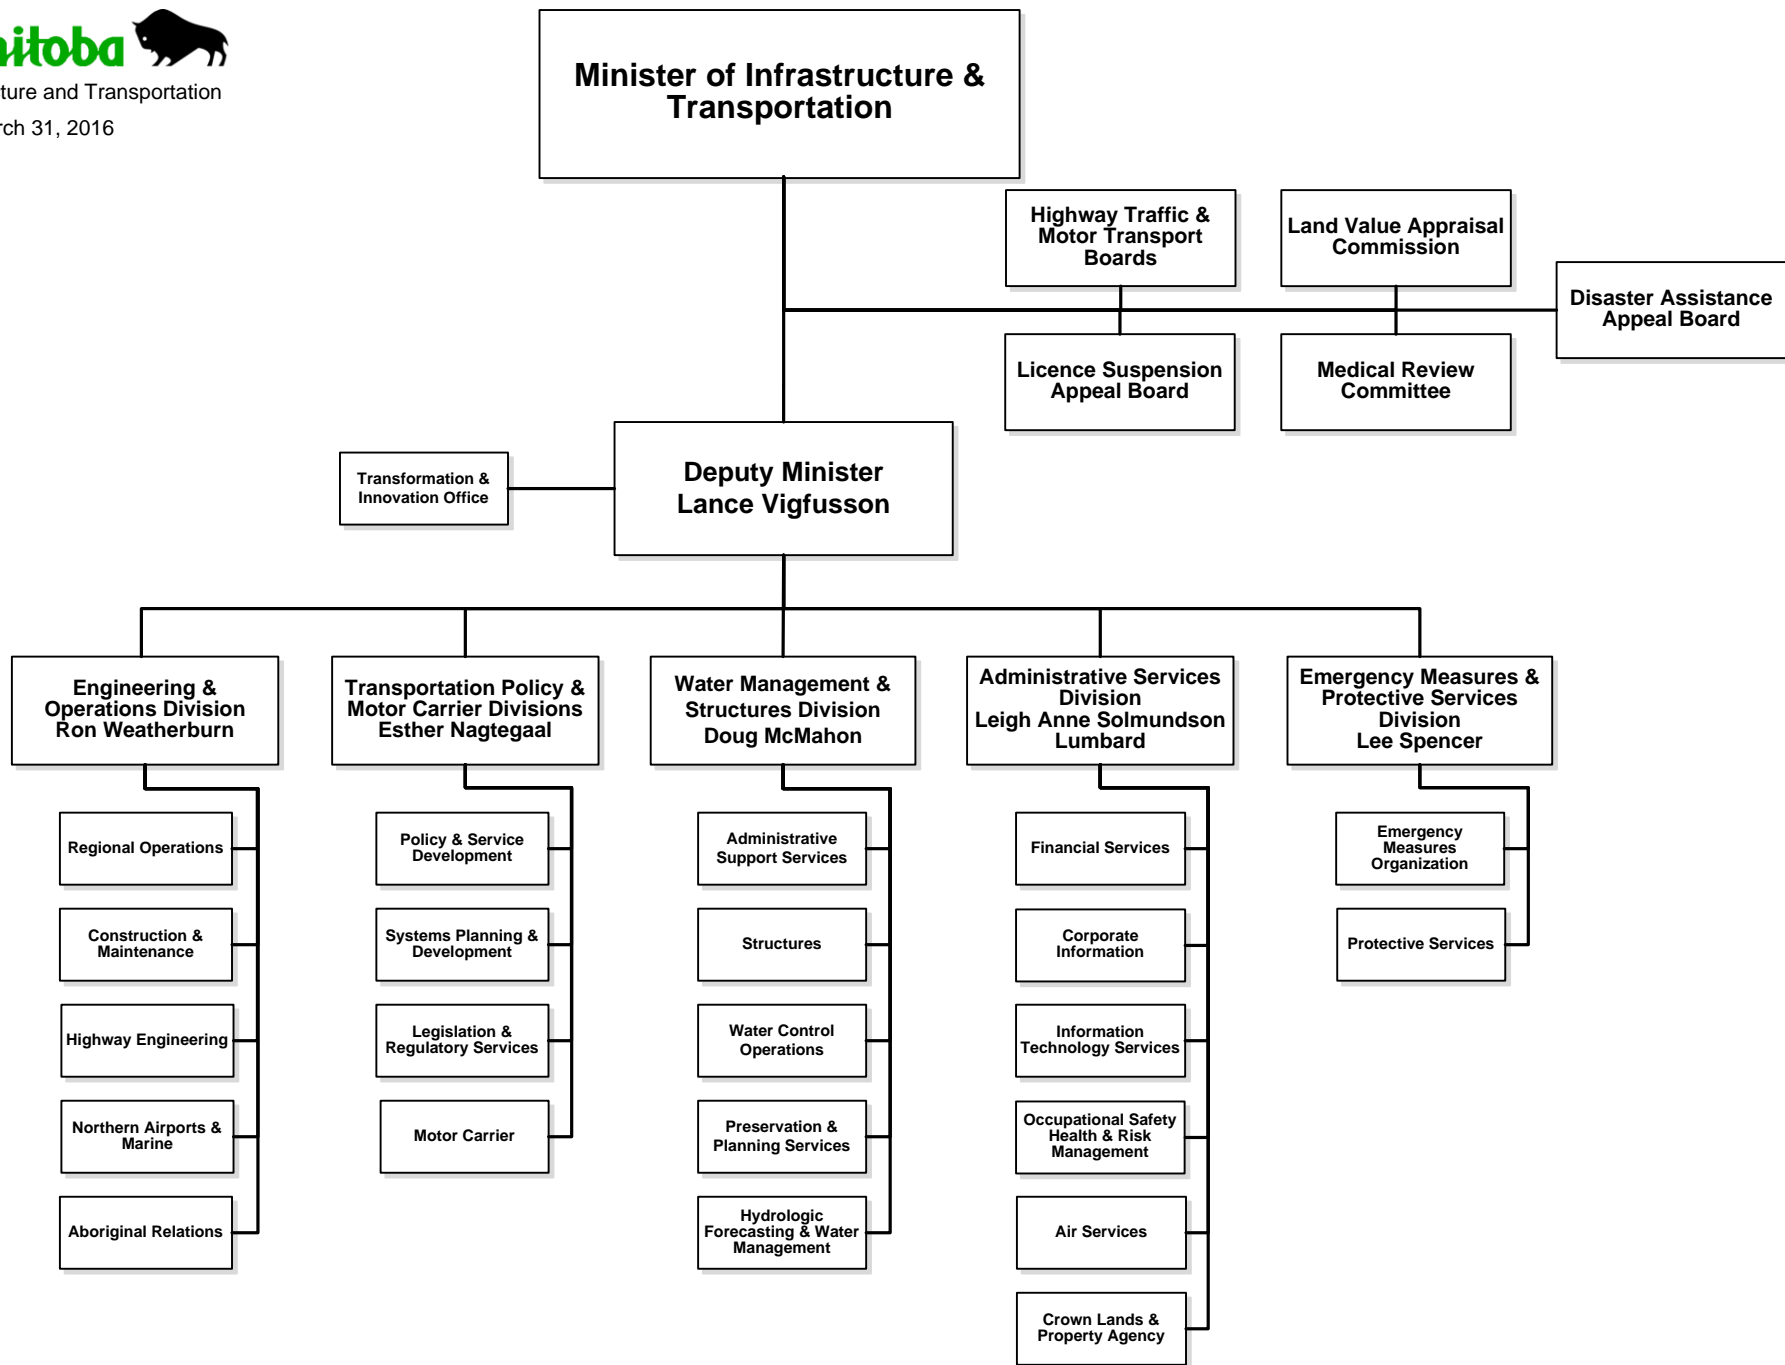 nitoba
ture and Transportation
rch 31, 2016
Minister of Infrastructure &
Transportation
Highway Traffic &
Motor Transport
Boards
Land Value Appraisal
Commission
Disaster Assistance
Appeal Board
Licence Suspension
Appeal Board
Medical Review
Committee
Transformation &
Innovation Office
Deputy Minister
Lance Vigfusson
Engineering &
Operations Division
Ron Weatherburn
Transportation Policy &
Motor Carrier Divisions
Esther Nagtegaal
Water Management &
Structures Division
Doug McMahon
Administrative Services
Division
Leigh Anne Solmundson
Lumbard
Emergency Measures &
Protective Services
Division
Lee Spencer
Regional Operations
Construction &
Maintenance
Highway Engineering
Northern Airports &
Marine
Aboriginal Relations
Policy & Service
Development
Systems Planning &
Development
Legislation &
Regulatory Services
Motor Carrier
Administrative
Support Services
Structures
Water Control
Operations
Preservation &
Planning Services
Hydrologic
Forecasting & Water
Management
Financial Services
Corporate
Information
Information
Technology Services
Occupational Safety
Health & Risk
Management
Air Services
Crown Lands &
Property Agency
Emergency
Measures
Organization
Protective Services